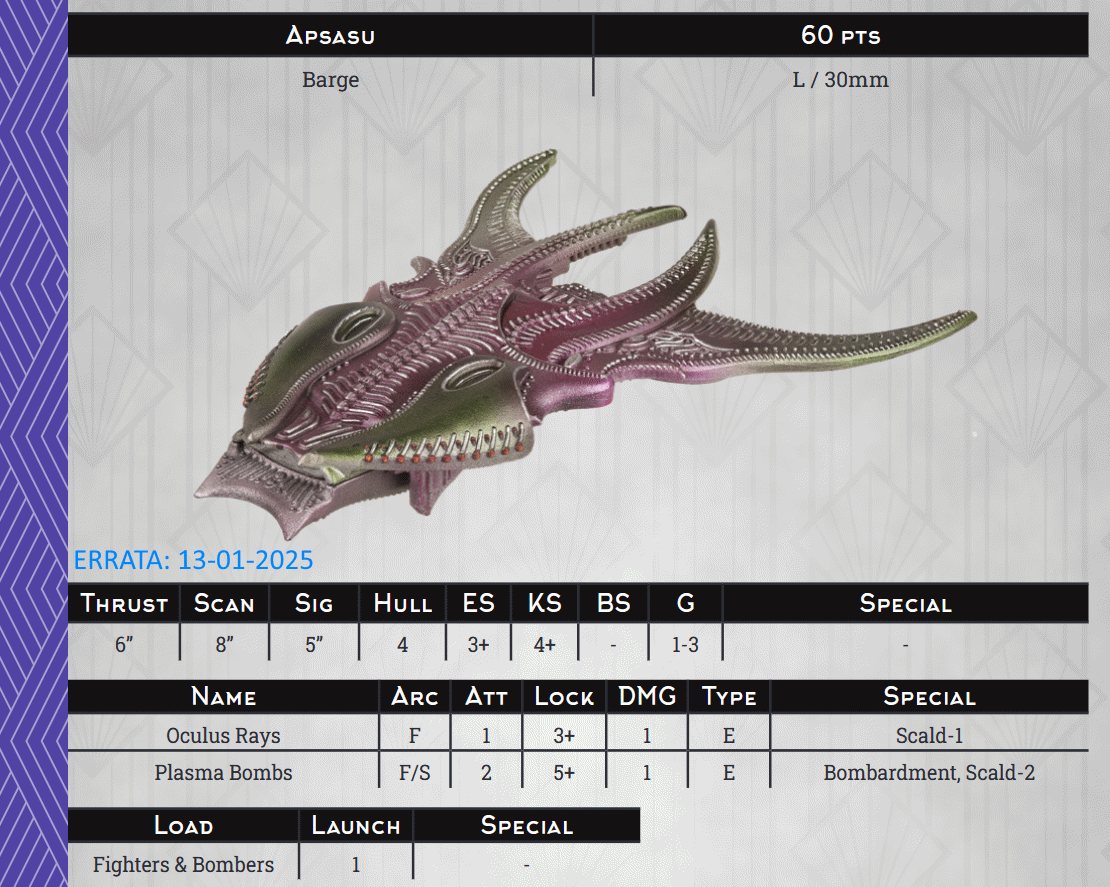 Apsasu 60 pts
Barge L / 30mm
ERRATA: 13-01-2025
Thrust Scan Sig Hull ES KS BS G Special
6” 8” 5” 4 3+ 4+ - 1-3 -
Name Arc Att Lock DMG Type Special
Oculus Rays F 1 3+ 1 E Scald-1
Plasma Bombs F/S 2 5+ 1 E Bombardment, Scald-2
Load Launch Special
Fighters & Bombers 1 -